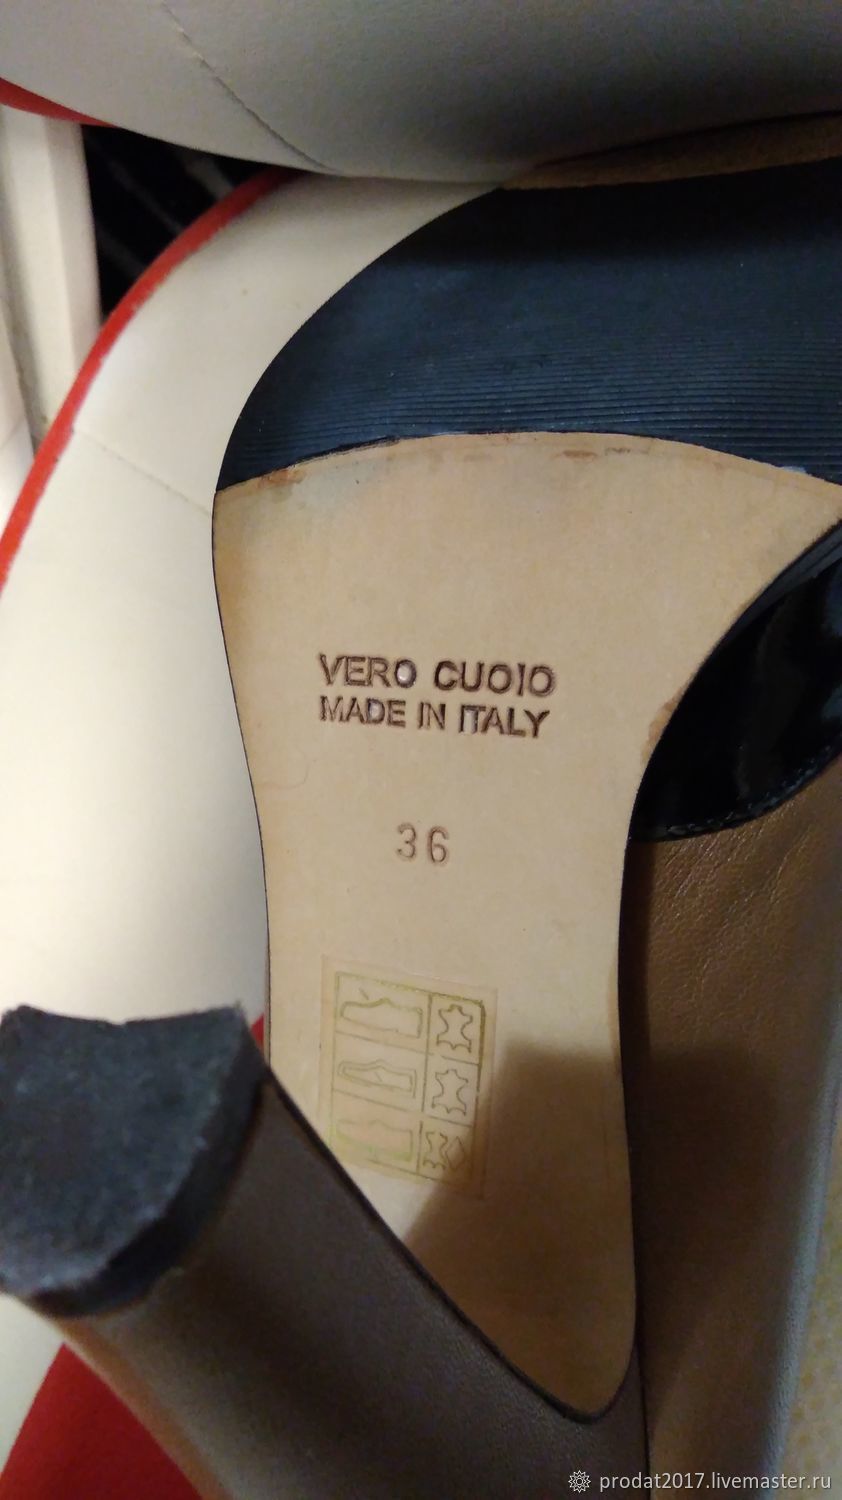 VERO CUOIO
MADE IN ITALY
36
prodat2017.livemaster.ru